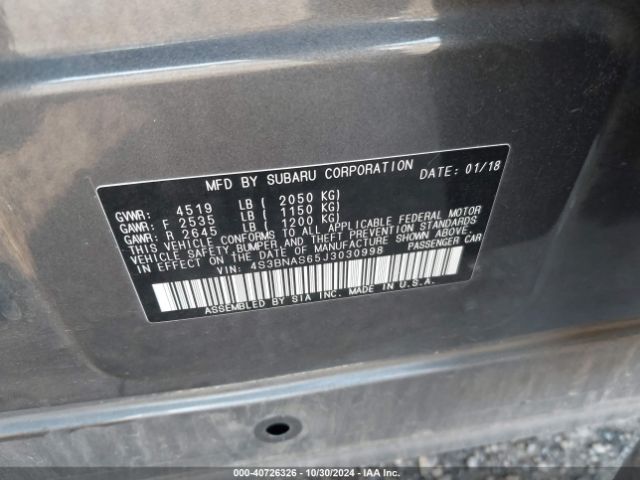 MFD BY SUBARU CORPORATION DATE: 01/18
GVWR: 4519 LB ( 2050 KG)
GAWR: F 2535 LB ( 1150 KG)
GAWR: R 2645 LB ( 1200 KG)
THIS VEHICLE CONFORMS TO ALL APPLICABLE FEDERAL MOTOR
VEHICLE SAFETY, BUMPER AND THEFT PREVENTION STANDARDS
IN EFFECT ON THE DATE OF MANUFACTURE SHOWN ABOVE.
VIN: 4S3BNAS65J3030998 PASSENGER CAR
ASSEMBLED BY SIA INC. MADE IN U.S.A.
000-40726326 - 10/30/2024 - IAA Inc.